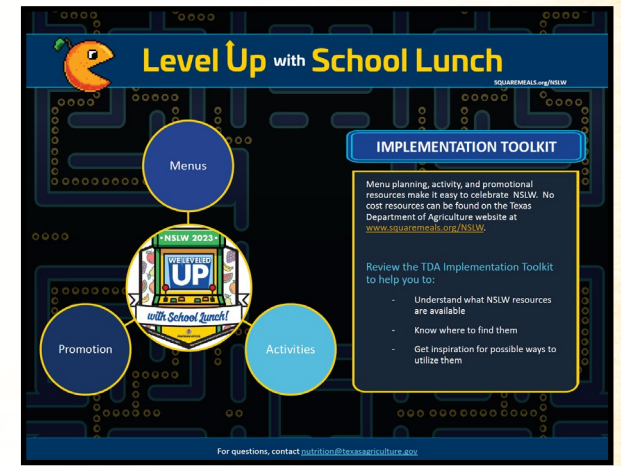 Level Up with School Lunch
SQUAREMEALS.org/NSLW
Menus
IMPLEMENTATION TOOLKIT
Menu planning, activity, and promotional
resources make it easy to celebrate NSLW. No
cost resources can be found on the Texas
Department of Agriculture website at
www.squaremeals.org/NSLW.
• NSLW 2023 •
WE LEVELED
UP
with School Lunch!
Review the TDA Implementation Toolkit
to help you to:
- Understand what NSLW resources
are available
- Know where to find them
- Get inspiration for possible ways to
utilize them
Promotion
Activities
For questions, contact nutrition@texasagriculture.gov